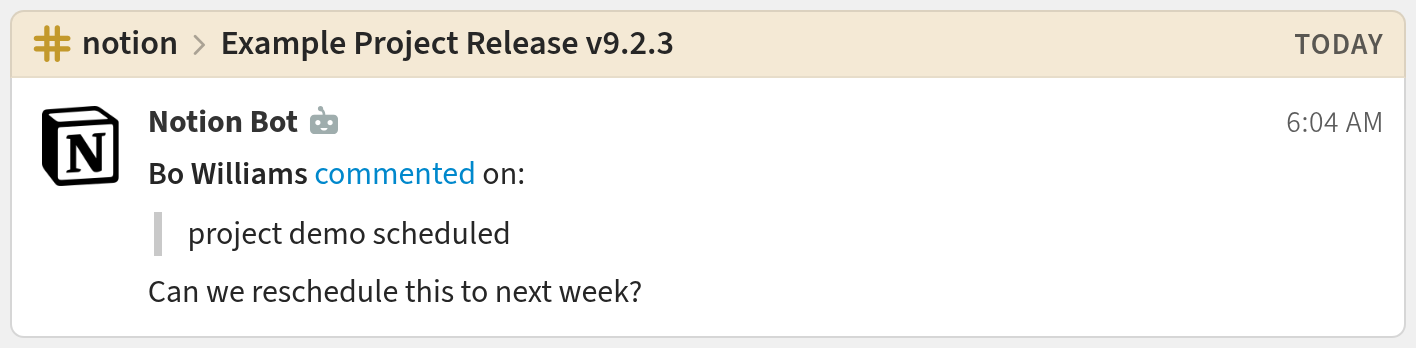 notion > Example Project Release v9.2.3 TODAY
N
Notion Bot 6:04 AM
Bo Williams commented on:
project demo scheduled
Can we reschedule this to next week?